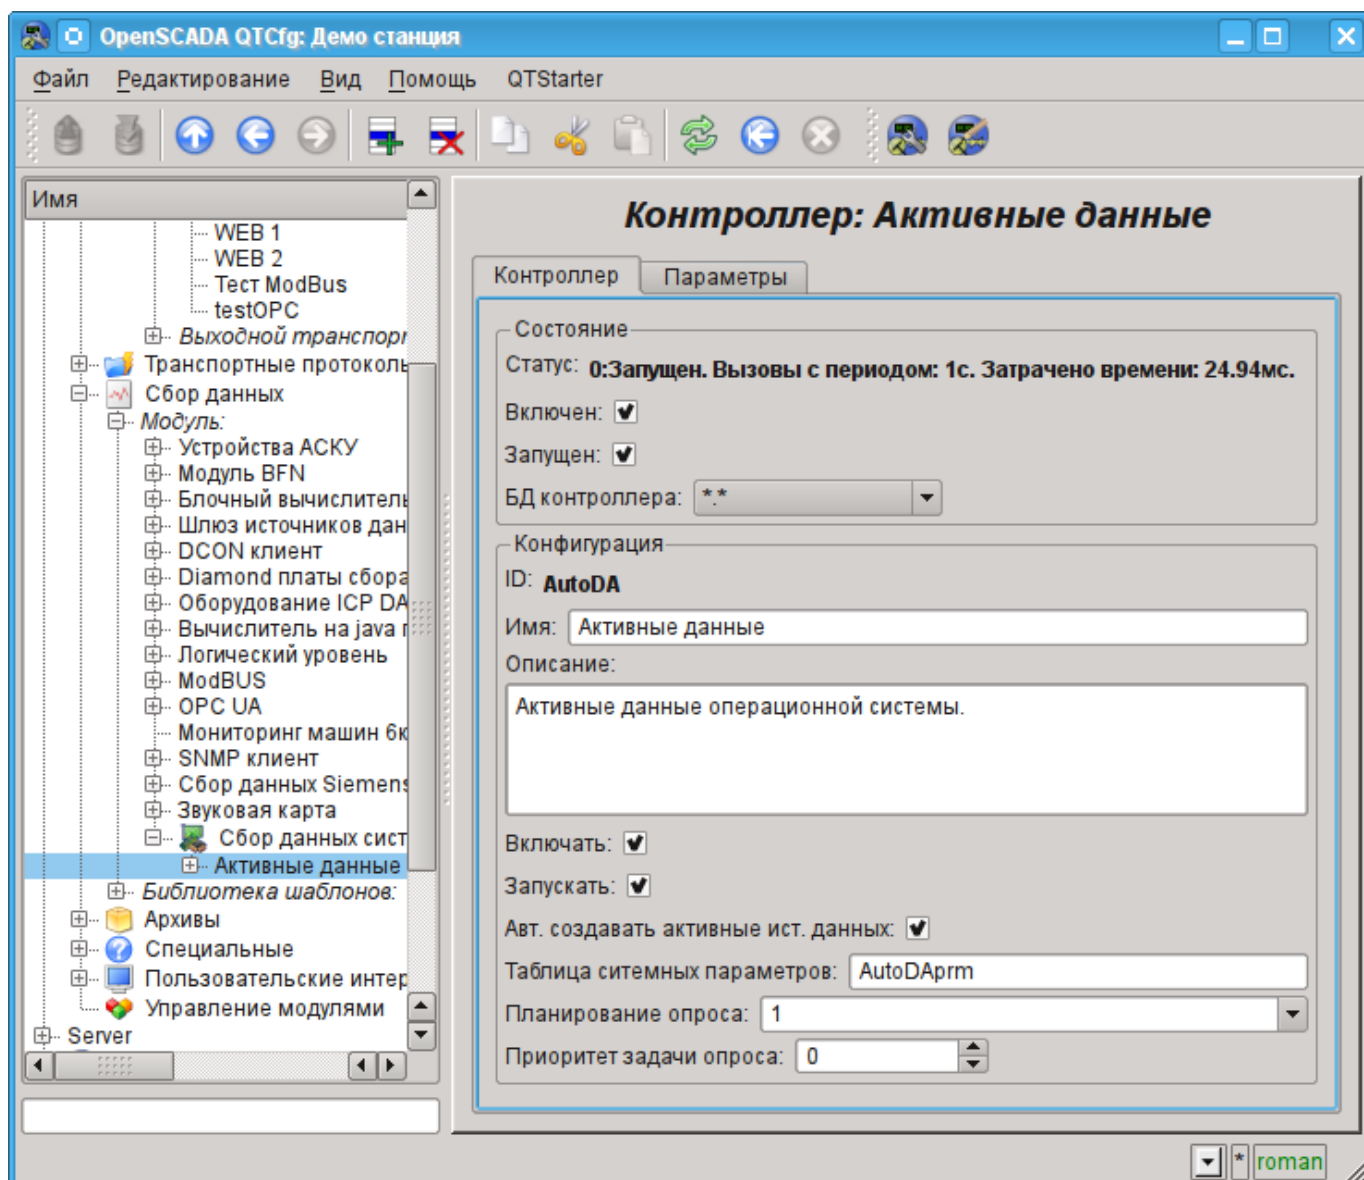 OpenSCADA QTCfg: Демо станция
Файл Редактирование Вид Помощь QTStarter
Имя
WEB 1
WEB 2
Тест ModBus
testOPC
Выходной транспорт
Транспортные протоколы
Сбор данных
Модуль:
Устройства АСКУ
Модуль BFN
Блочный вычислитель
Шлюз источников дан
DCON клиент
Diamond платы сбора
Оборудование ICP DA
Вычислитель на java п
Логический уровень
ModBUS
OPC UA
Мониторинг машин 6к
SNMP клиент
Сбор данных Siemens
Звуковая карта
Сбор данных сист
Активные данные
Библиотека шаблонов:
Архивы
Специальные
Пользовательские интер
Управление модулями
Server
Контроллер: Активные данные
Контроллер Параметры
Состояние
Статус: 0:Запущен. Вызовы с периодом: 1с. Затрачено времени: 24.94мс.
Включен:
Запущен:
БД контроллера: *.*
Конфигурация
ID: AutoDA
Имя: Активные данные
Описание:
Активные данные операционной системы.
Включать:
Запускать:
Авт. создавать активные ист. данных:
Таблица ситемных параметров: AutoDAprm
Планирование опроса: 1
Приоритет задачи опроса: 0
* roman